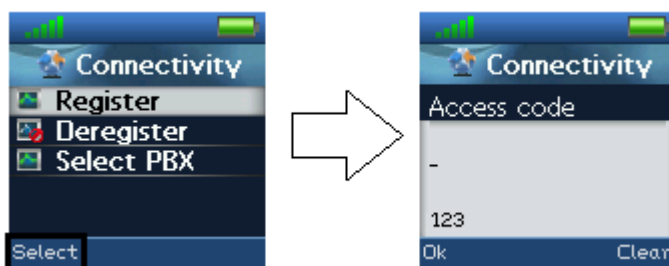 Connectivity
Register
Deregister
Select PBX
Select
Connectivity
Access code
-
123
Ok Clear